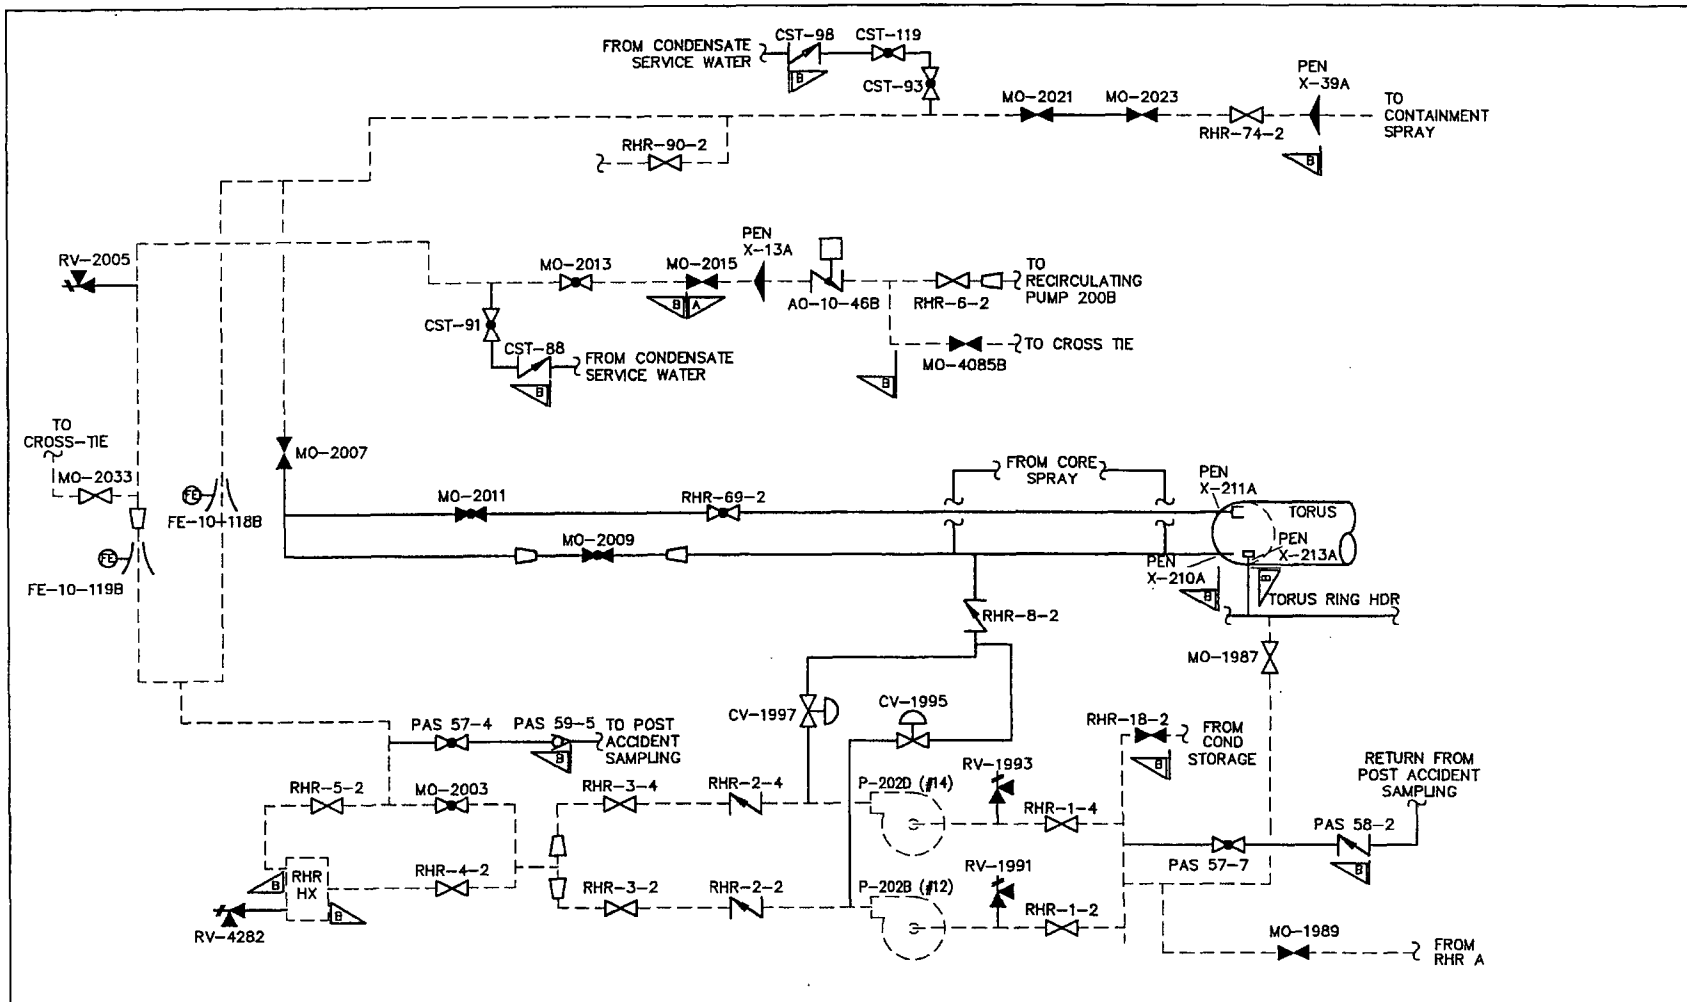 FROM CONDENSATE
SERVICE WATER
CST-98
CST-119
CST-93
B
MO-2021
MO-2023
PEN
X-39A
RHR-74-2
TO
CONTAINMENT
SPRAY
B
RHR-90-2
RV-2005
MO-2013
MO-2015
PEN
X-13A
AO-10-46B
RHR-6-2
TO
RECIRCULATING
PUMP 200B
B
A
CST-91
CST-88
FROM CONDENSATE
SERVICE WATER
B
MO-4085B
TO CROSS TIE
B
TO
CROSS-TIE
MO-2033
FE
FE-10-118B
FE
FE-10-119B
MO-2007
MO-2011
RHR-69-2
MO-2009
FROM CORE
SPRAY
PEN
X-211A
TORUS
PEN
X-213A
PEN
X-210A
B
B
TORUS RING HDR
RHR-8-2
MO-1987
CV-1997
CV-1995
RHR-18-2
FROM
COND
STORAGE
B
PAS 57-4
PAS 59-5
TO POST
ACCIDENT
SAMPLING
B
RETURN FROM
POST ACCIDENT
SAMPLING
RHR-5-2
MO-2003
RHR-3-4
RHR-2-4
P-202D (#14)
RV-1993
RHR-1-4
PAS 57-7
PAS 58-2
B
RHR
HX
B
B
RHR-4-2
RV-4282
RHR-3-2
RHR-2-2
P-202B (#12)
RV-1991
RHR-1-2
MO-1989
FROM
RHR A